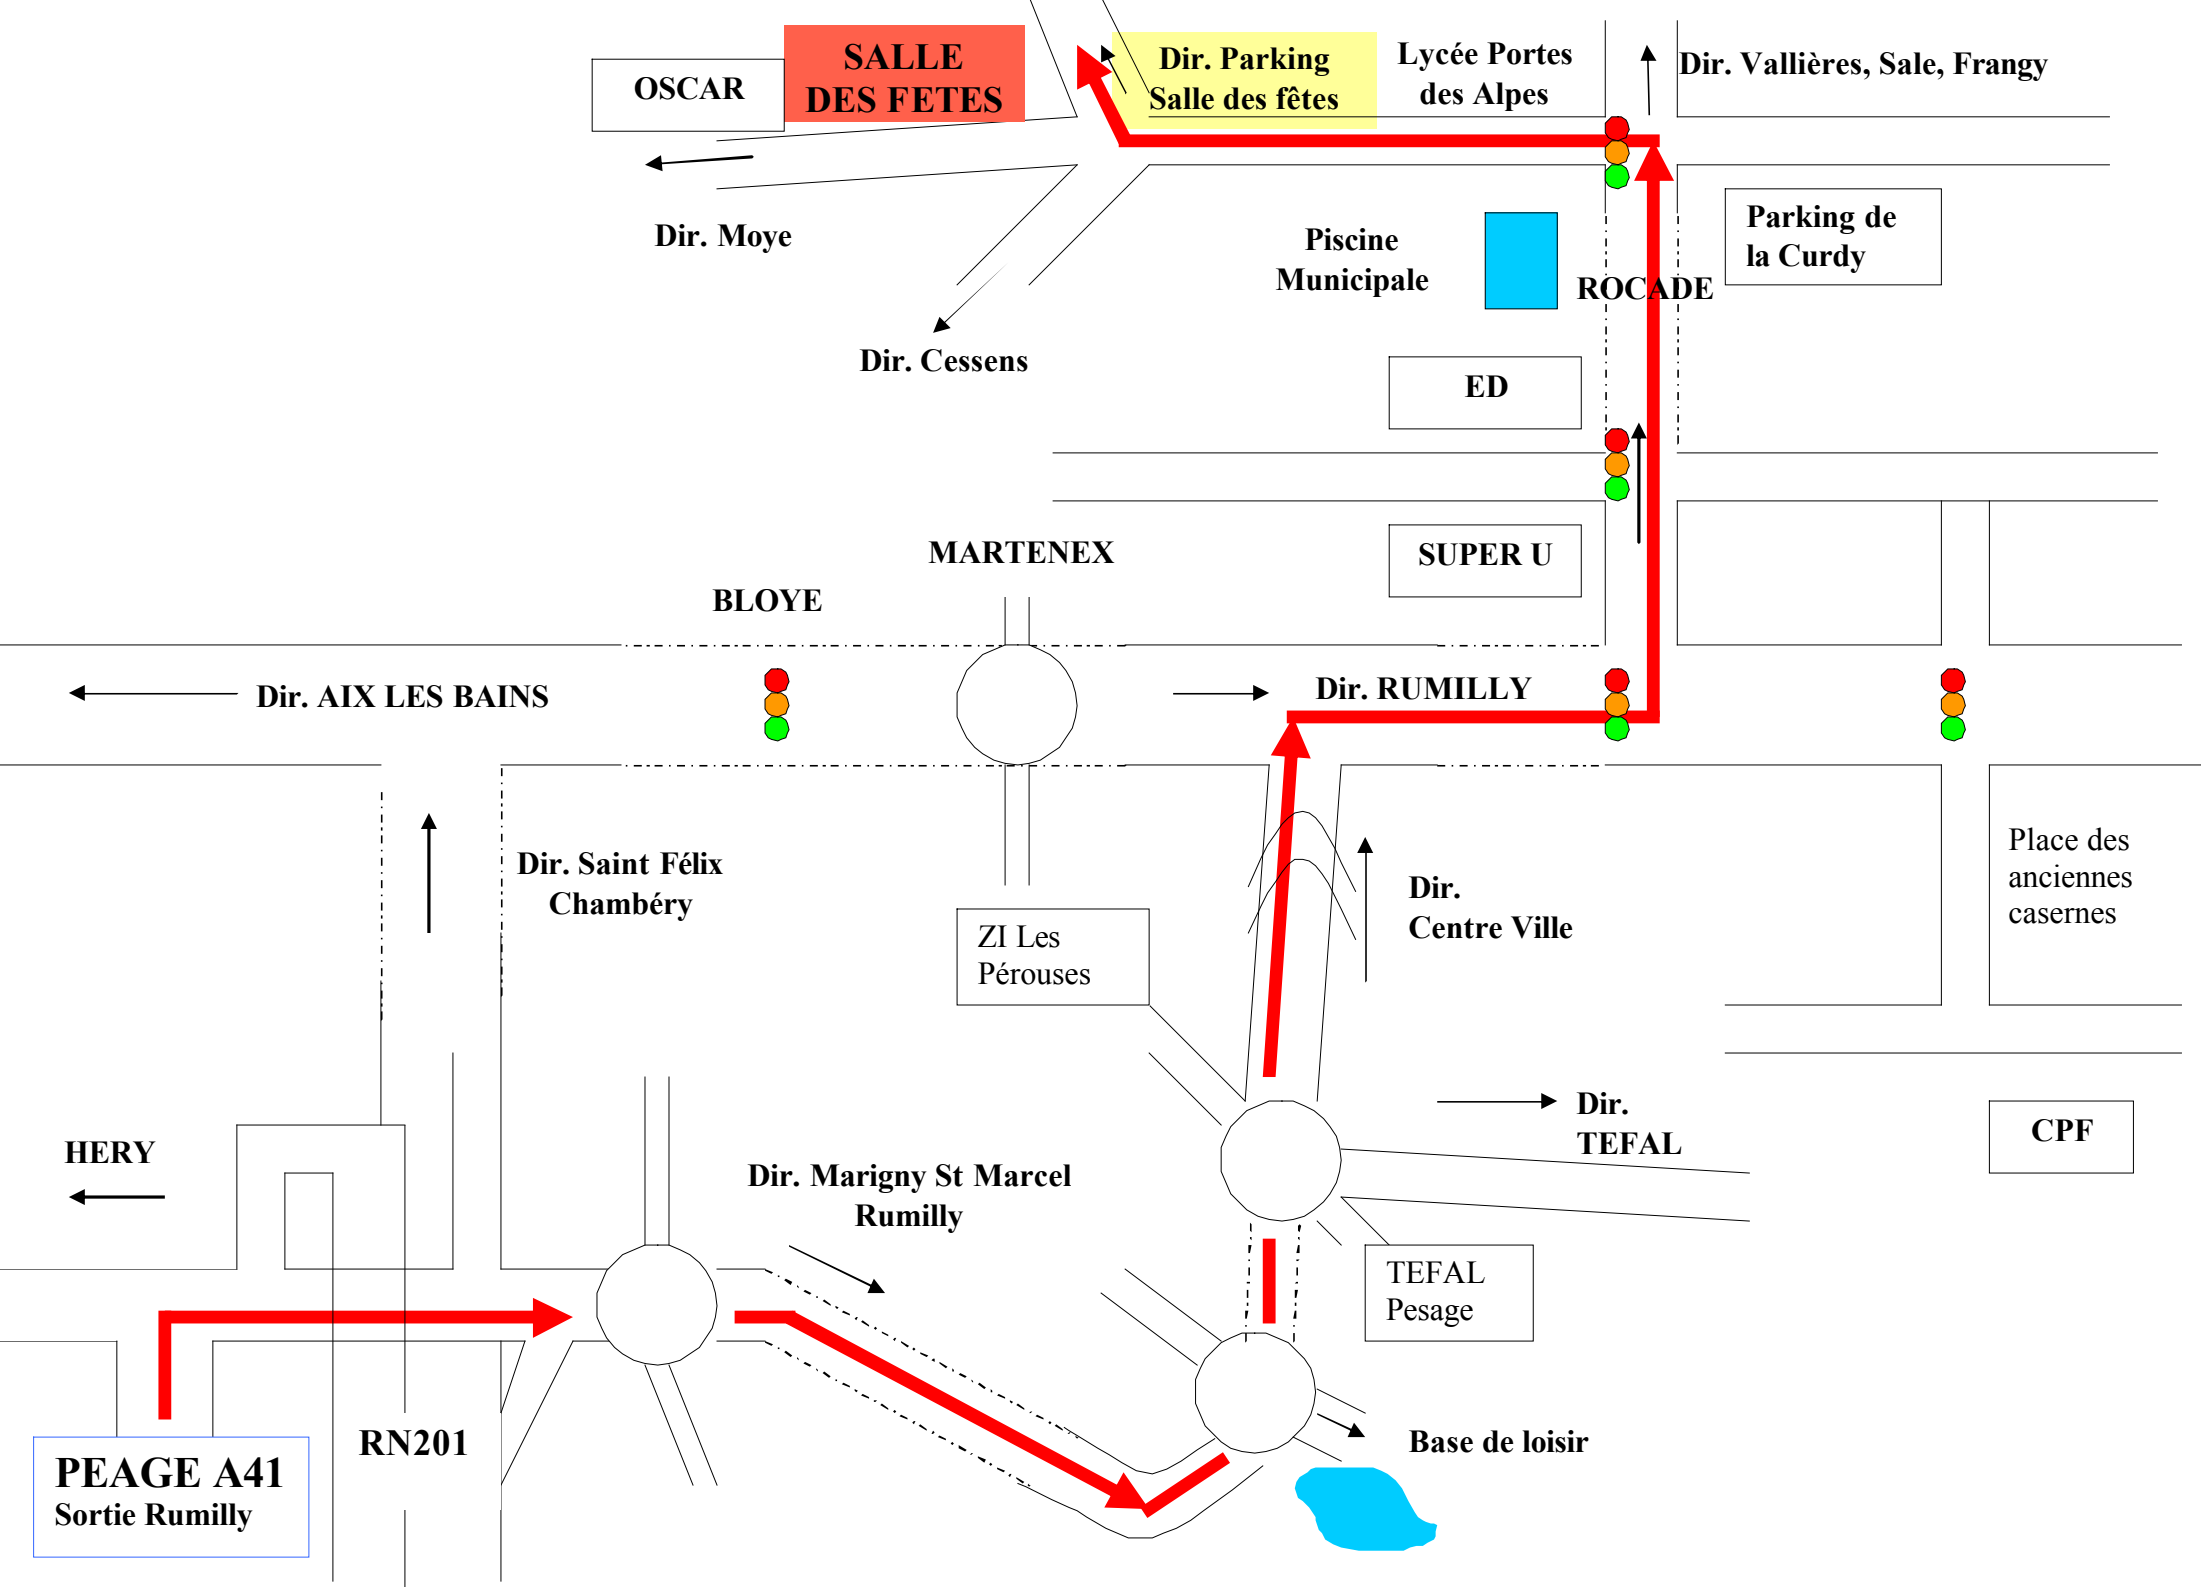 OSCAR
SALLE
DES FETES
Dir. Parking
Salle des fêtes
Lycée Portes
des Alpes
Dir. Vallières, Sale, Frangy
Dir. Moye
Piscine
Municipale
Parking de
la Curdy
ROCADE
Dir. Cessens
ED
MARTENEX
SUPER U
BLOYE
Dir. AIX LES BAINS
Dir. RUMILLY
Dir. Saint Félix
Chambéry
Dir.
Centre Ville
Place des
anciennes
casernes
ZI Les
Pérouses
HERY
Dir. Marigny St Marcel
Rumilly
Dir.
TEFAL
CPF
TEFAL
Pesage
PEAGE A41
Sortie Rumilly
RN201
Base de loisir